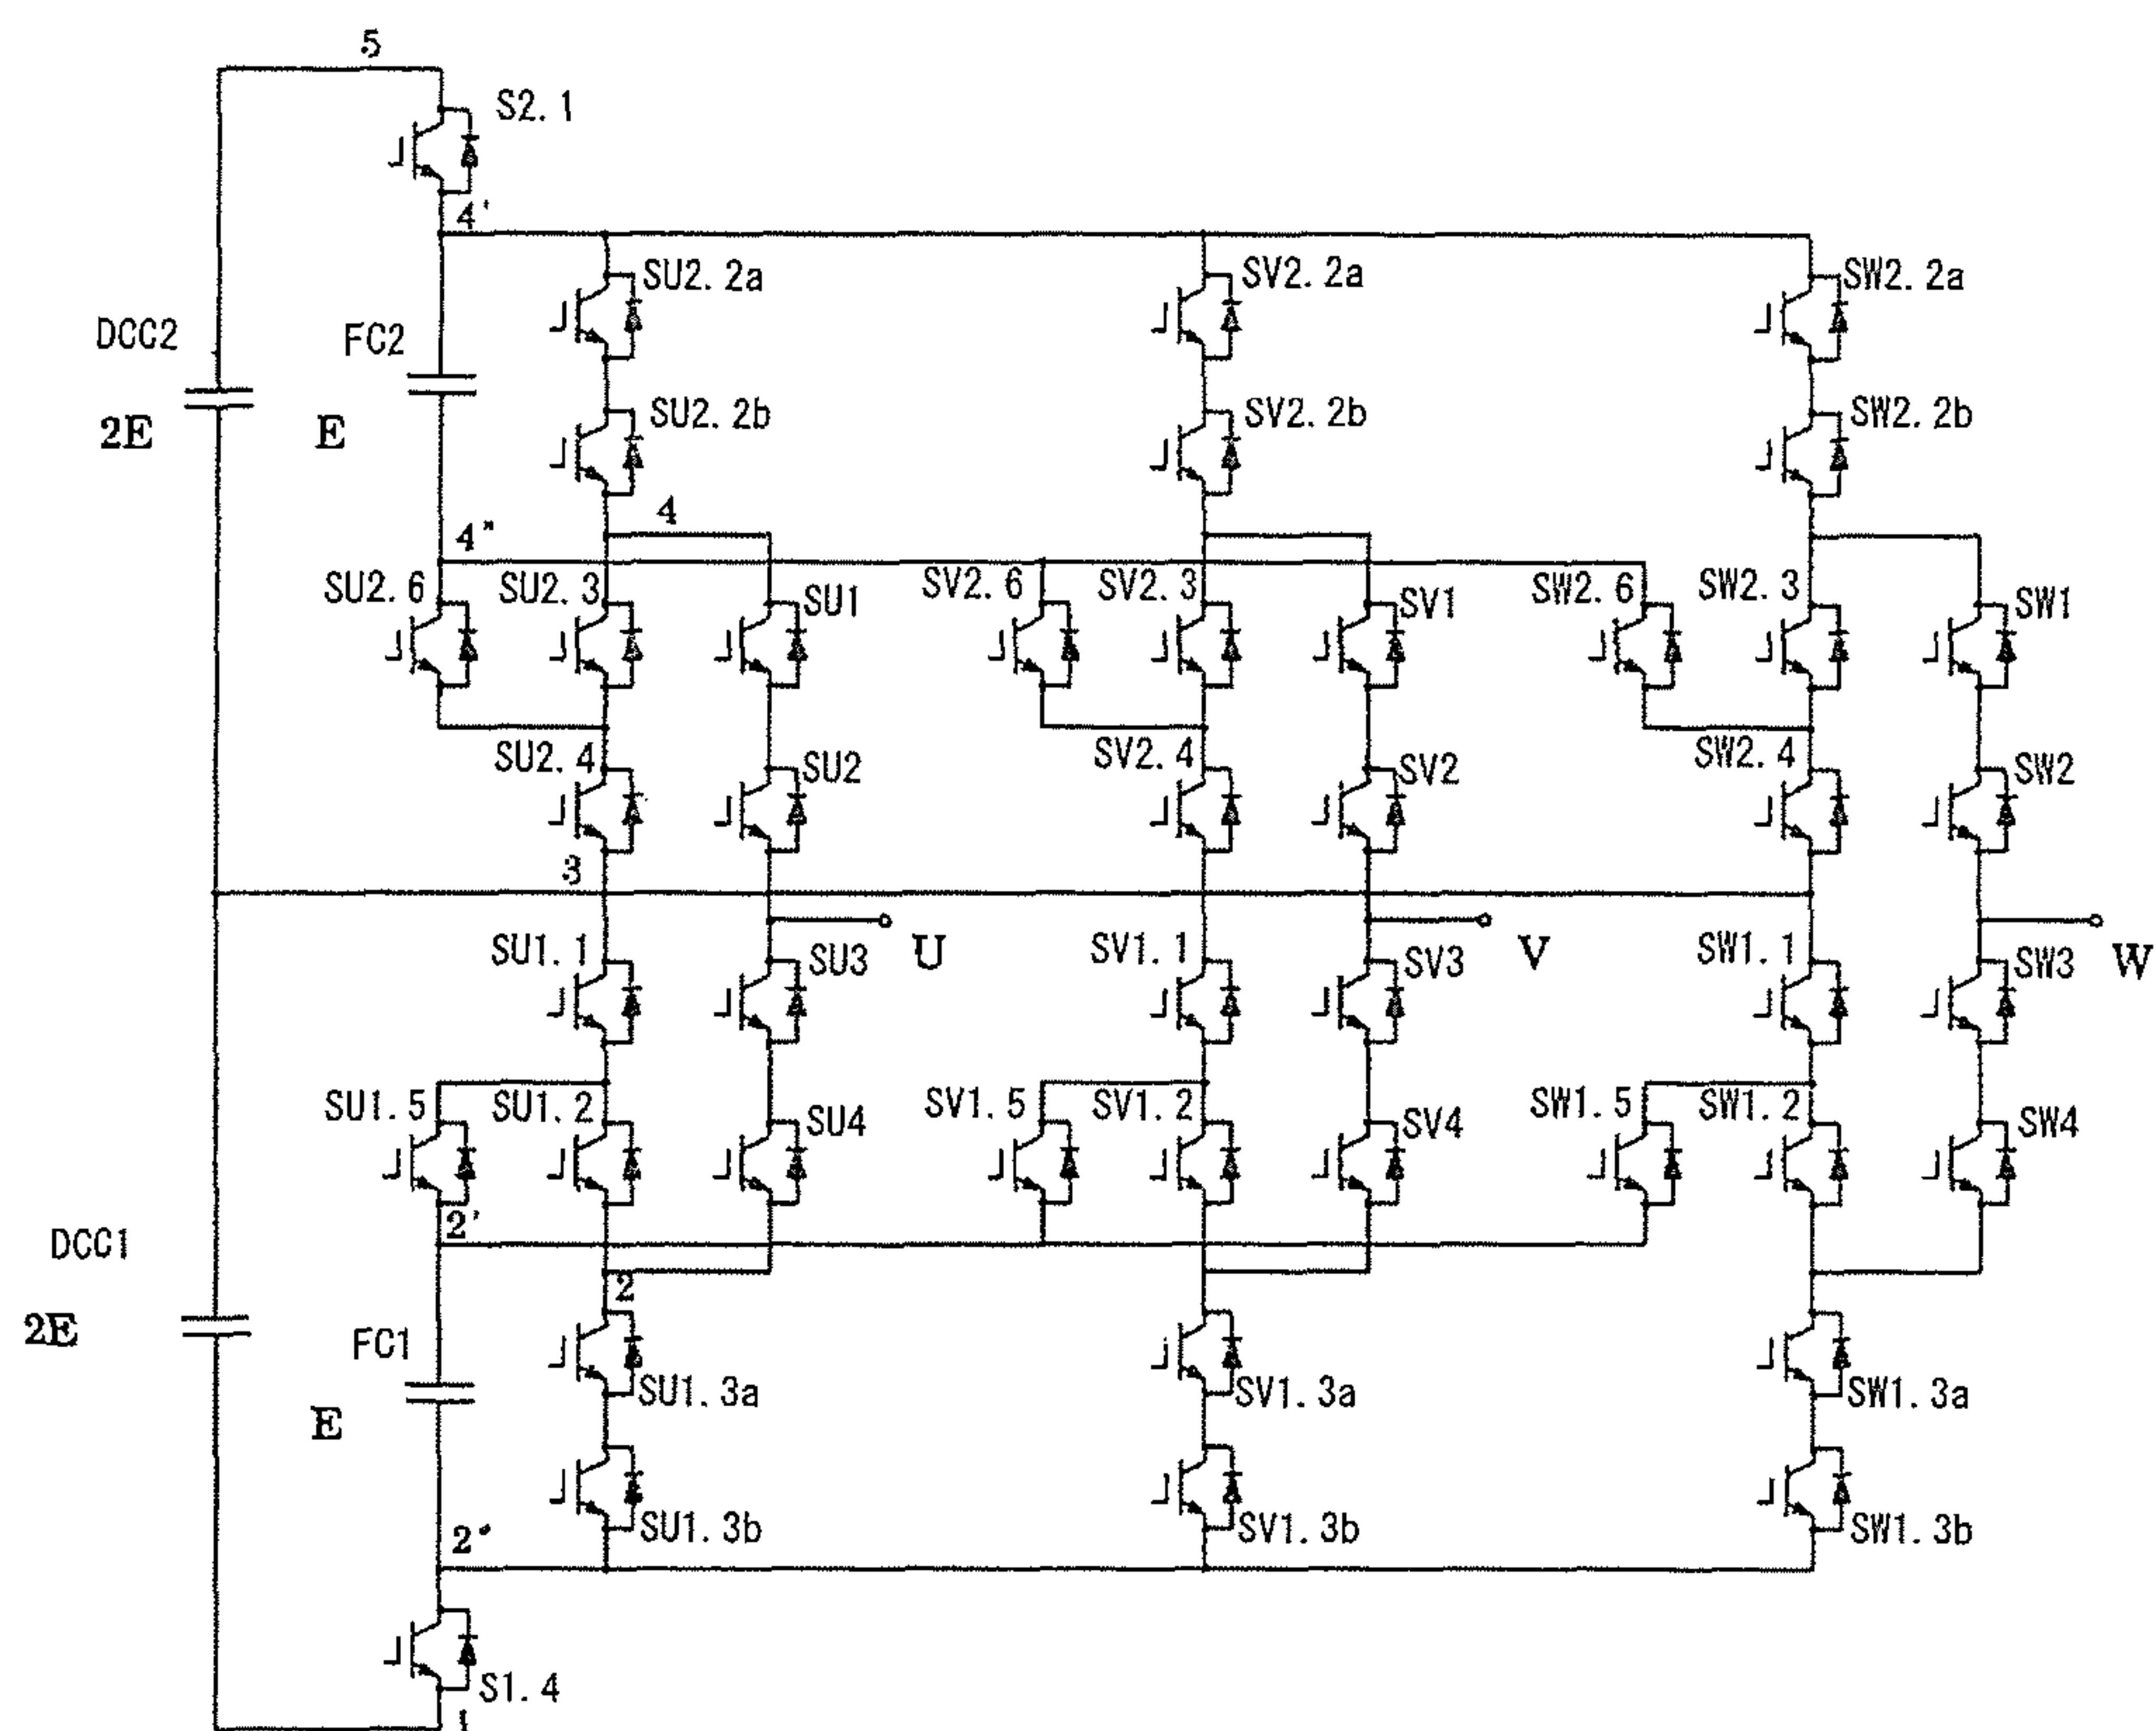 5
S2. 1
4'
SU2. 2a
SV2. 2a
SW2. 2a
DCC2
FC2
2E
E
SU2. 2b
SV2. 2b
SW2. 2b
4
4"
SU2. 6
SU2. 3
SU1
SV2. 6
SV2. 3
SV1
SW2. 6
SW2. 3
SW1
SU2. 4
SU2
SV2. 4
SV2
SW2. 4
SW2
3
SU1. 1
SU3
U
SV1. 1
SV3
V
SW1. 1
SW3
W
SU1. 5
SU1. 2
SU4
SV1. 5
SV1. 2
SV4
SW1. 5
SW1. 2
SW4
2'
DCC1
2
2E
FC1
E
SU1. 3a
SV1. 3a
SW1. 3a
2"
SU1. 3b
SV1. 3b
SW1. 3b
S1. 4
1